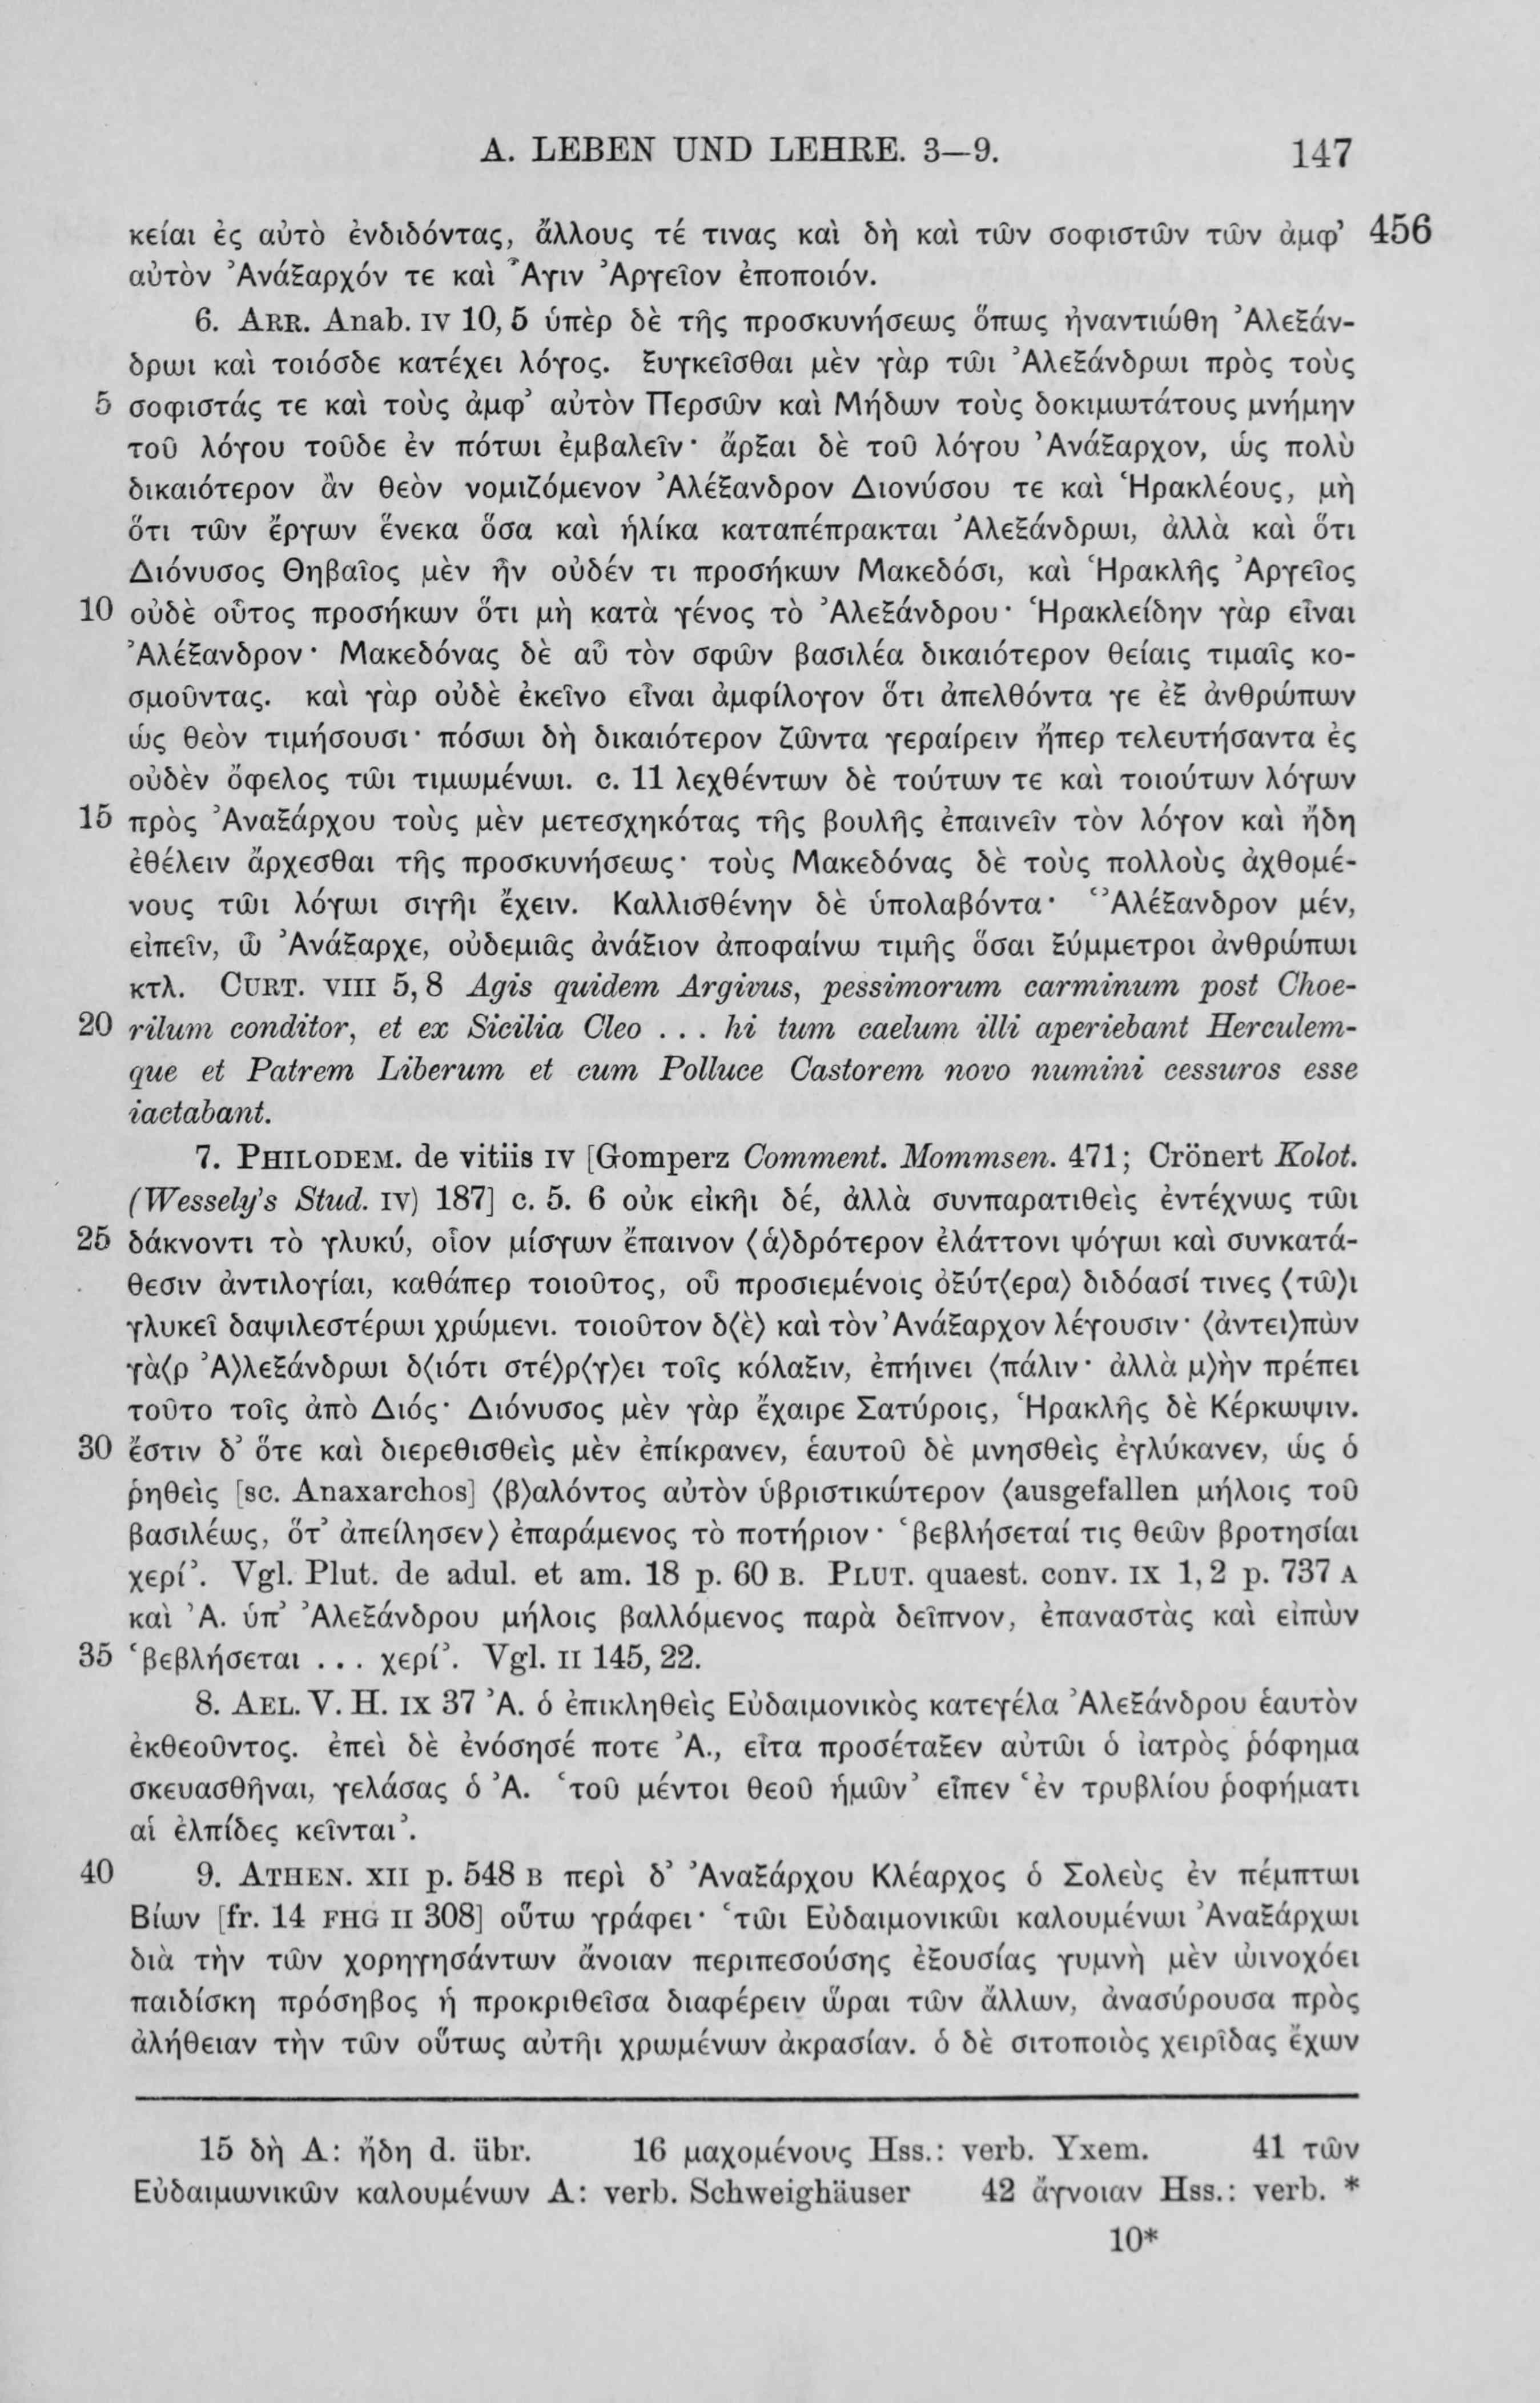 A. LEBEN UND LEHRE. 3—9. 147
κείαι ἐς αὐτὸ ἐνδιδόντας, ἄλλους τέ τινας καὶ δὴ καὶ τῶν σοφιστῶν τῶν ἀμφ’ 456
αὐτὸν Ἀνάξαρχόν τε καὶ Ἆγιν Ἀργεῖον ἐποποιόν.
6. ARR. Anab. IV 10, 5 ὑπὲρ δὲ τῆς προσκυνήσεως ὅπως ἠναντιώθη Ἀλεξάν-
δρωι καὶ τοιόσδε κατέχει λόγος. ξυγκεῖσθαι μὲν γὰρ τῶι Ἀλεξάνδρωι πρὸς τοὺς
5 σοφιστάς τε καὶ τοὺς ἀμφ’ αὐτὸν Περσῶν καὶ Μήδων τοὺς δοκιμωτάτους μνήμην
τοῦ λόγου τοῦδε ἐν πότωι ἐμβαλεῖν· ἄρξαι δὲ τοῦ λόγου Ἀνάξαρχον, ὡς πολὺ
δικαιότερον ἂν θεὸν νομιζόμενον Ἀλέξανδρον Διονύσου τε καὶ Ἡρακλέους, μὴ
ὅτι τῶν ἔργων ἕνεκα ὅσα καὶ ἡλίκα καταπέπρακται Ἀλεξάνδρωι, ἀλλὰ καὶ ὅτι
Διόνυσος Θηβαῖος μὲν ἦν οὐδέν τι προσήκων Μακεδόσι, καὶ Ἡρακλῆς Ἀργεῖος
10 οὐδὲ οὗτος προσήκων ὅτι μὴ κατὰ γένος τὸ Ἀλεξάνδρου· Ἡρακλείδην γὰρ εἶναι
Ἀλέξανδρον· Μακεδόνας δὲ αὖ τὸν σφῶν βασιλέα δικαιότερον θείαις τιμαῖς κο-
σμοῦντας. καὶ γὰρ οὐδὲ ἐκεῖνο εἶναι ἀμφίλογον ὅτι ἀπελθόντα γε ἐξ ἀνθρώπων
ὡς θεὸν τιμήσουσι· πόσωι δὴ δικαιότερον ζῶντα γεραίρειν ἤπερ τελευτήσαντα ἐς
οὐδὲν ὄφελος τῶι τιμωμένωι. c. 11 λεχθέντων δὲ τούτων τε καὶ τοιούτων λόγων
15 πρὸς Ἀναξάρχου τοὺς μὲν μετεσχηκότας τῆς βουλῆς ἐπαινεῖν τὸν λόγον καὶ ἤδη
ἐθέλειν ἄρχεσθαι τῆς προσκυνήσεως· τοὺς Μακεδόνας δὲ τοὺς πολλοὺς ἀχθομέ-
νους τῶι λόγωι σιγῆι ἔχειν. Καλλισθένην δὲ ὑπολαβόντα· ‘Ἀλέξανδρον μέν,
εἰπεῖν, ὦ Ἀνάξαρχε, οὐδεμιᾶς ἀνάξιον ἀποφαίνω τιμῆς ὅσαι ξύμμετροι ἀνθρώπωι
κτλ. CURT. VIII 5, 8 Agis quidem Argivus, pessimorum carminum post Choe-
20 rilum conditor, et ex Sicilia Cleo ... hi tum caelum illi aperiebant Herculem-
que et Patrem Liberum et cum Polluce Castorem novo numini cessuros esse
iactabant.
7. PHILODEM. de vitiis IV [Gomperz Comment. Mommsen. 471; Crönert Kolot.
(Wessely's Stud. IV) 187] c. 5. 6 οὐκ εἰκῆι δέ, ἀλλὰ συνπαρατιθεὶς ἐντέχνως τῶι
25 δάκνοντι τὸ γλυκύ, οἷον μίσγων ἔπαινον ⟨ἁ⟩δρότερον ἐλάττονι ψόγωι καὶ συνκατά-
θεσιν ἀντιλογίαι, καθάπερ τοιοῦτος, οὗ προσιεμένοις ὀξύτ⟨ερα⟩ διδόασί τινες ⟨τῶ⟩ι
γλυκεῖ δαψιλεστέρωι χρώμενι. τοιοῦτον δ⟨ὲ⟩ καὶ τὸν Ἀνάξαρχον λέγουσιν· ⟨ἀντει⟩πὼν
γὰ⟨ρ Ἀ⟩λεξάνδρωι δ⟨ιότι στέ⟩ρ⟨γ⟩ει τοῖς κόλαξιν, ἐπήινει ⟨πάλιν· ἀλλὰ μ⟩ὴν πρέπει
τοῦτο τοῖς ἀπὸ Διός· Διόνυσος μὲν γὰρ ἔχαιρε Σατύροις, Ἡρακλῆς δὲ Κέρκωψιν.
30 ἔστιν δ’ ὅτε καὶ διερεθισθεὶς μὲν ἐπίκρανεν, ἑαυτοῦ δὲ μνησθεὶς ἐγλύκανεν, ὡς ὁ
ῥηθεὶς [sc. Anaxarchos] ⟨β⟩αλόντος αὐτὸν ὑβριστικώτερον ⟨ausgefallen μήλοις τοῦ
βασιλέως, ὅτ’ ἀπείλησεν⟩ ἐπαράμενος τὸ ποτήριον· ‘βεβλήσεταί τις θεῶν βροτησίαι
χερί’. Vgl. Plut. de adul. et am. 18 p. 60 B. PLUT. quaest. conv. IX 1, 2 p. 737 A
καὶ Ἀ. ὑπ’ Ἀλεξάνδρου μήλοις βαλλόμενος παρὰ δεῖπνον, ἐπαναστὰς καὶ εἰπὼν
35 ‘βεβλήσεται ... χερί’. Vgl. II 145, 22.
8. AEL. V. H. IX 37 Ἀ. ὁ ἐπικληθεὶς Εὐδαιμονικὸς κατεγέλα Ἀλεξάνδρου ἑαυτὸν
ἐκθεοῦντος. ἐπεὶ δὲ ἐνόσησέ ποτε Ἀ., εἶτα προσέταξεν αὐτῶι ὁ ἰατρὸς ῥόφημα
σκευασθῆναι, γελάσας ὁ Ἀ. ‘τοῦ μέντοι θεοῦ ἡμῶν’ εἶπεν ‘ἐν τρυβλίου ῥοφήματι
αἱ ἐλπίδες κεῖνται’.
40 9. ATHEN. XII p. 548 B περὶ δ’ Ἀναξάρχου Κλέαρχος ὁ Σολεὺς ἐν πέμπτωι
Βίων [fr. 14 FHG II 308] οὕτω γράφει· ‘τῶι Εὐδαιμονικῶι καλουμένωι Ἀναξάρχωι
διὰ τὴν τῶν χορηγησάντων ἄνοιαν περιπεσούσης ἐξουσίας γυμνὴ μὲν ὠινοχόει
παιδίσκη πρόσηβος ἡ προκριθεῖσα διαφέρειν ὥραι τῶν ἄλλων, ἀνασύρουσα πρὸς
ἀλήθειαν τὴν τῶν οὕτως αὐτῆι χρωμένων ἀκρασίαν. ὁ δὲ σιτοποιὸς χειρῖδας ἔχων
15 δὴ A: ἤδη d. übr. 16 μαχομένους Hss.: verb. Yxem. 41 τῶν
Εὐδαιμωνικῶν καλουμένων A: verb. Schweighäuser 42 ἄγνοιαν Hss.: verb. *
10*